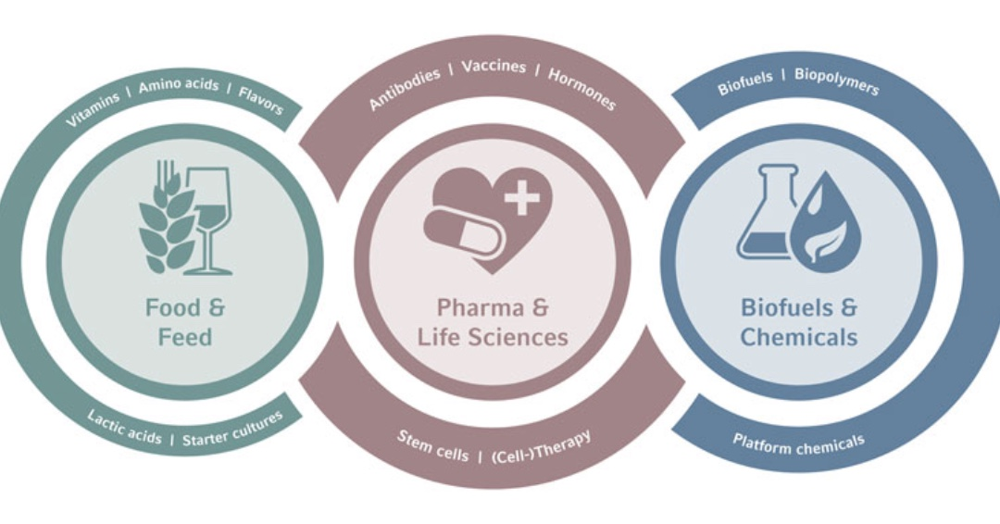 Vitamins | Amino acids | Flavors
Food &
Feed
Lactic acids | Starter cultures
Antibodies | Vaccines | Hormones
Pharma &
Life Sciences
Stem cells | (Cell-)Therapy
Biofuels | Biopolymers
Biofuels &
Chemicals
Platform chemicals